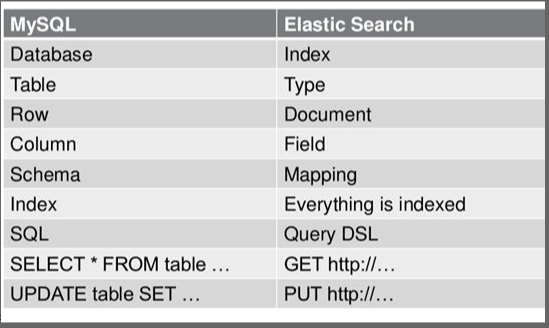 MySQL Elastic Search
Database Index
Table Type
Row Document
Column Field
Schema Mapping
Index Everything is indexed
SQL Query DSL
SELECT * FROM table … GET http://…
UPDATE table SET … PUT http://…